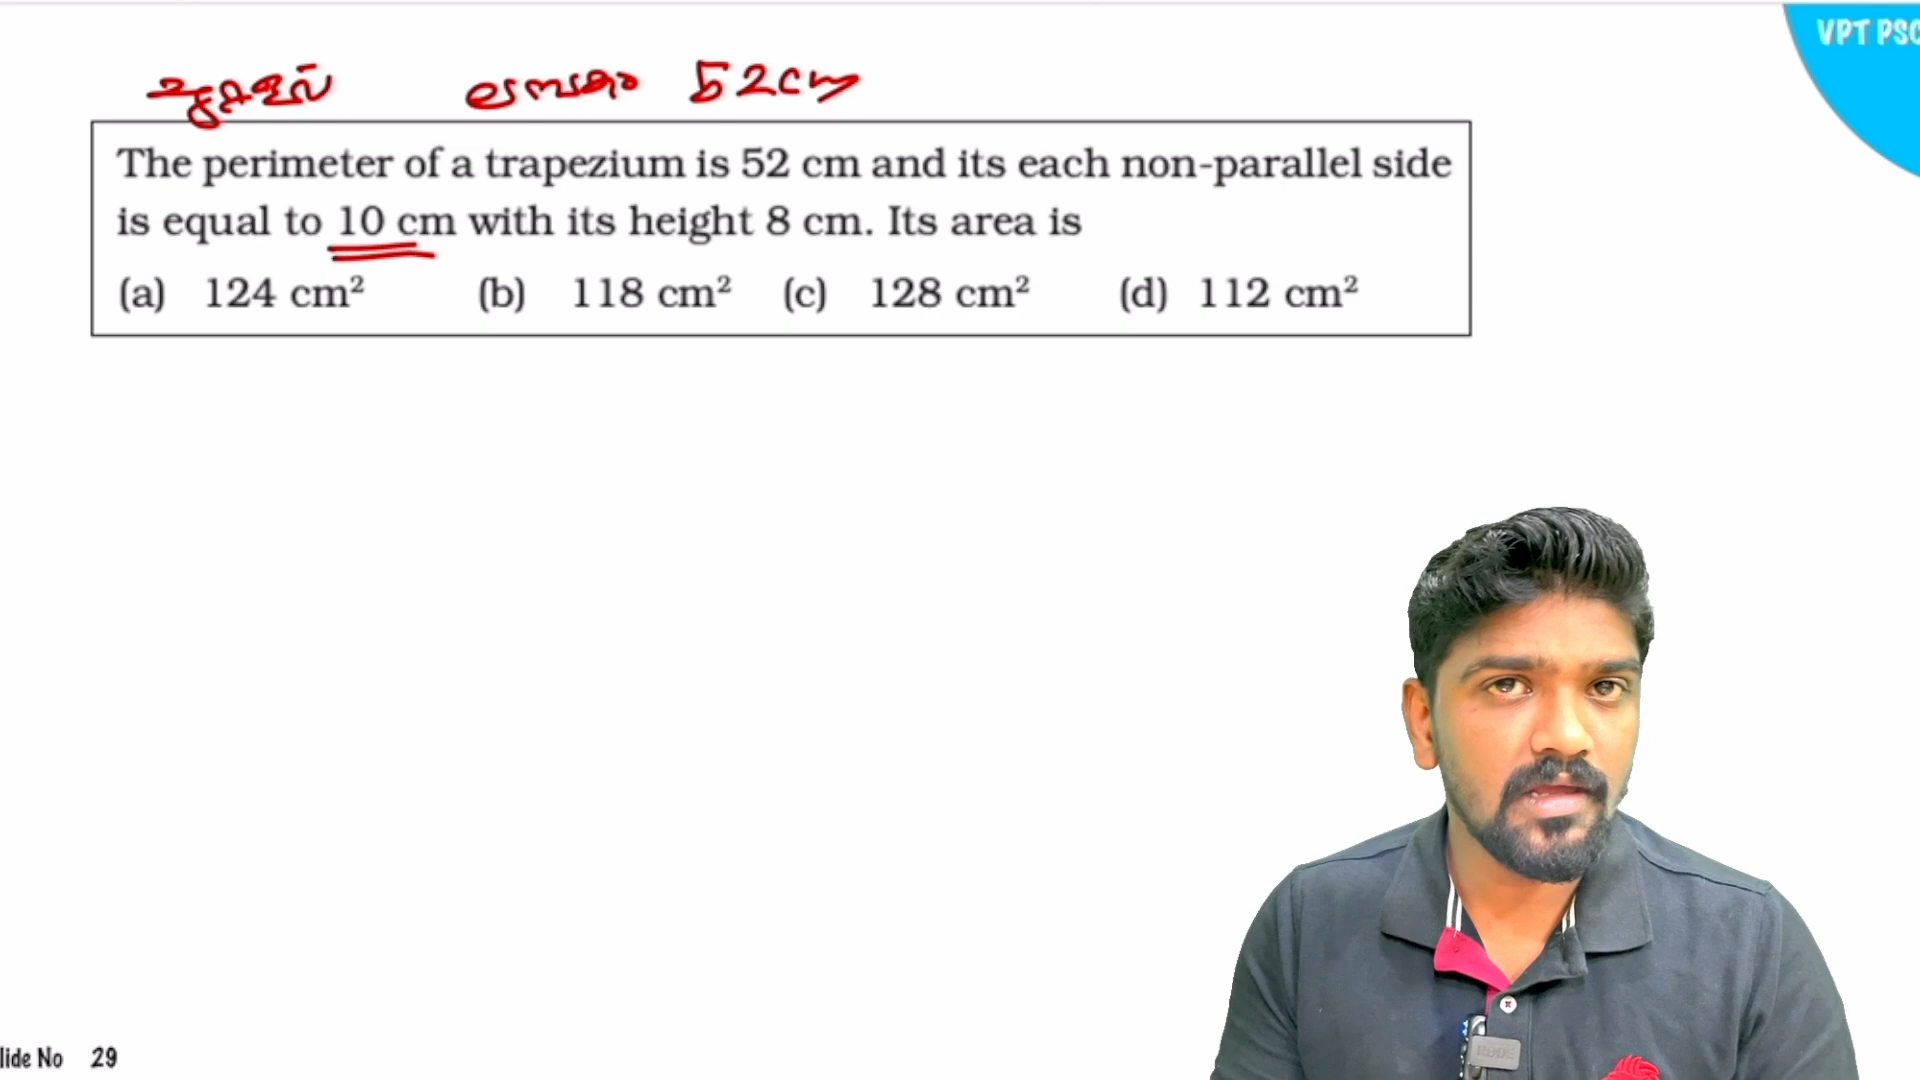 VPT PSC
52cm
The perimeter of a trapezium is 52 cm and its each non-parallel side
is equal to 10 cm with its height 8 cm. Its area is
(a) 124 cm² (b) 118 cm² (c) 128 cm² (d) 112 cm²
RODE
lide No 29